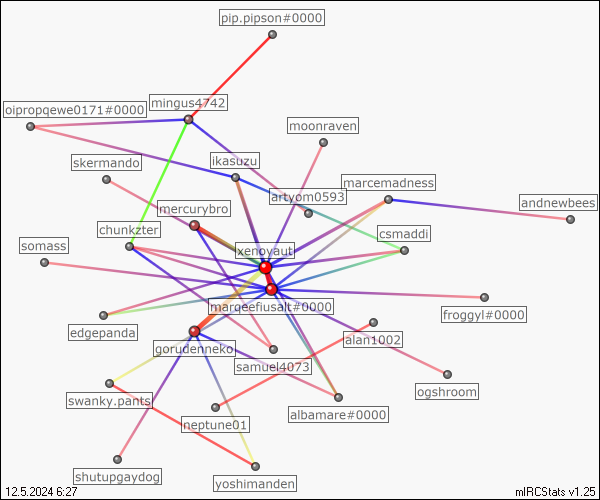 pip.pipson#0000
mingus4742
oipropqewe0171#0000
moonraven
ikasuzu
skermando
marcemadness
artyom0593
andnewbees
mercurybro
chunkzter
csmaddi
somass
xenoyaut
marqeefiusalt#0000
froggyl#0000
edgepanda
alan1002
gorudenneko
samuel4073
ogshroom
swanky.pants
albamare#0000
neptune01
shutupgaydog
yoshimanden
12.5.2024 6:27
mIRCStats v1.25